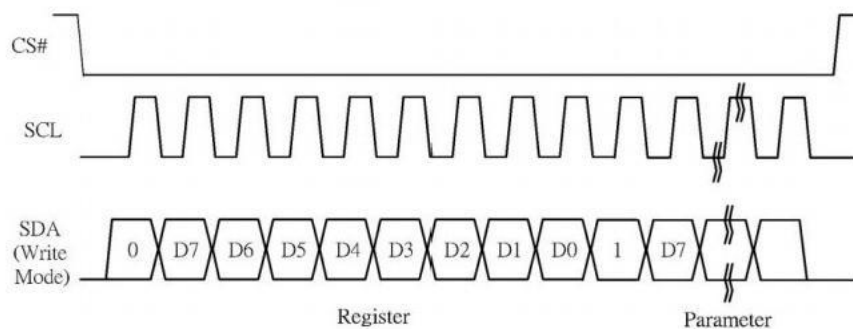 CS#
SCL
SDA
(Write
Mode)
0 D7 D6 D5 D4 D3 D2 D1 D0 1 D7
Register Parameter